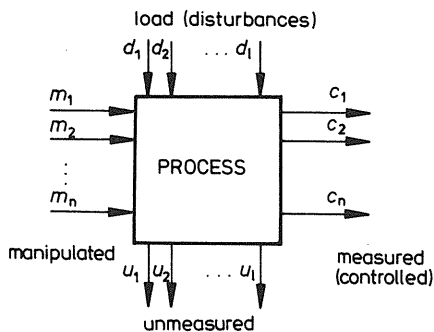 load (disturbances)
d1 d2 ... dl
m1
m2
⋮
mn
PROCESS
c1
c2
cn
manipulated
measured
(controlled)
u1 u2 ... ul
unmeasured